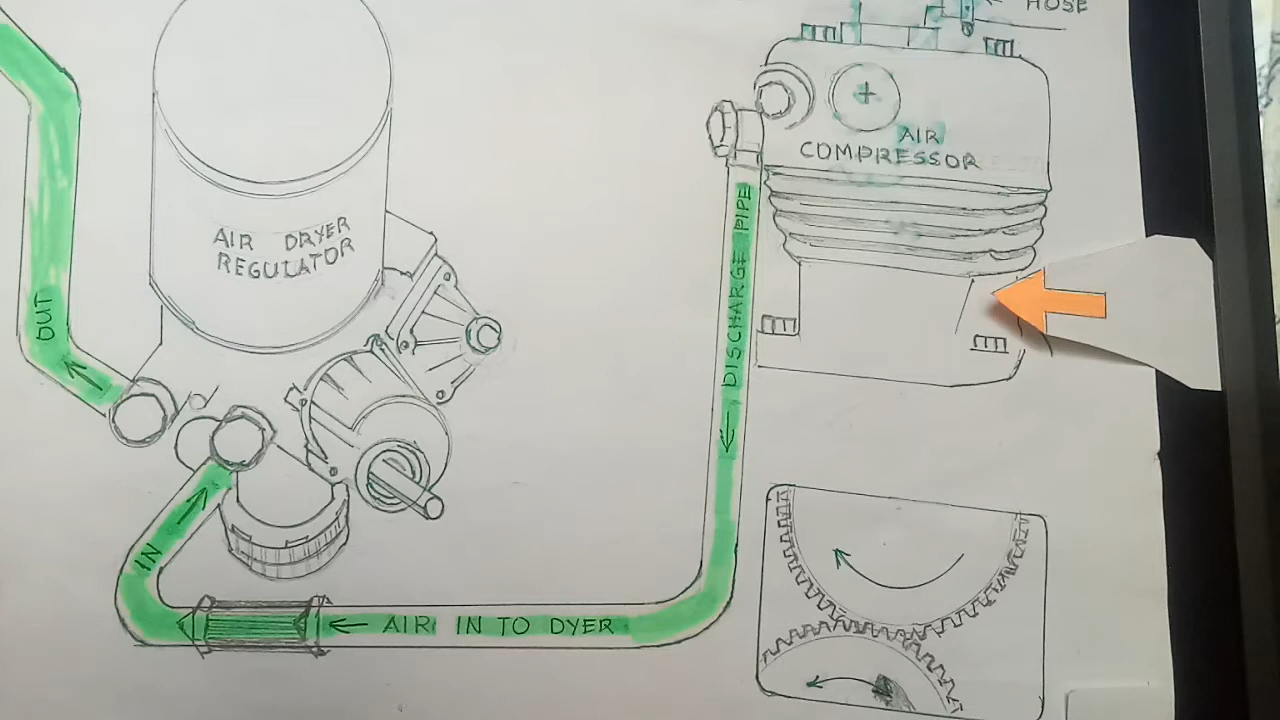 HOSE
AIR
COMPRESSOR
AIR DRYER
REGULATOR
DISCHARGE PIPE
OUT
IN
AIR IN TO DYER